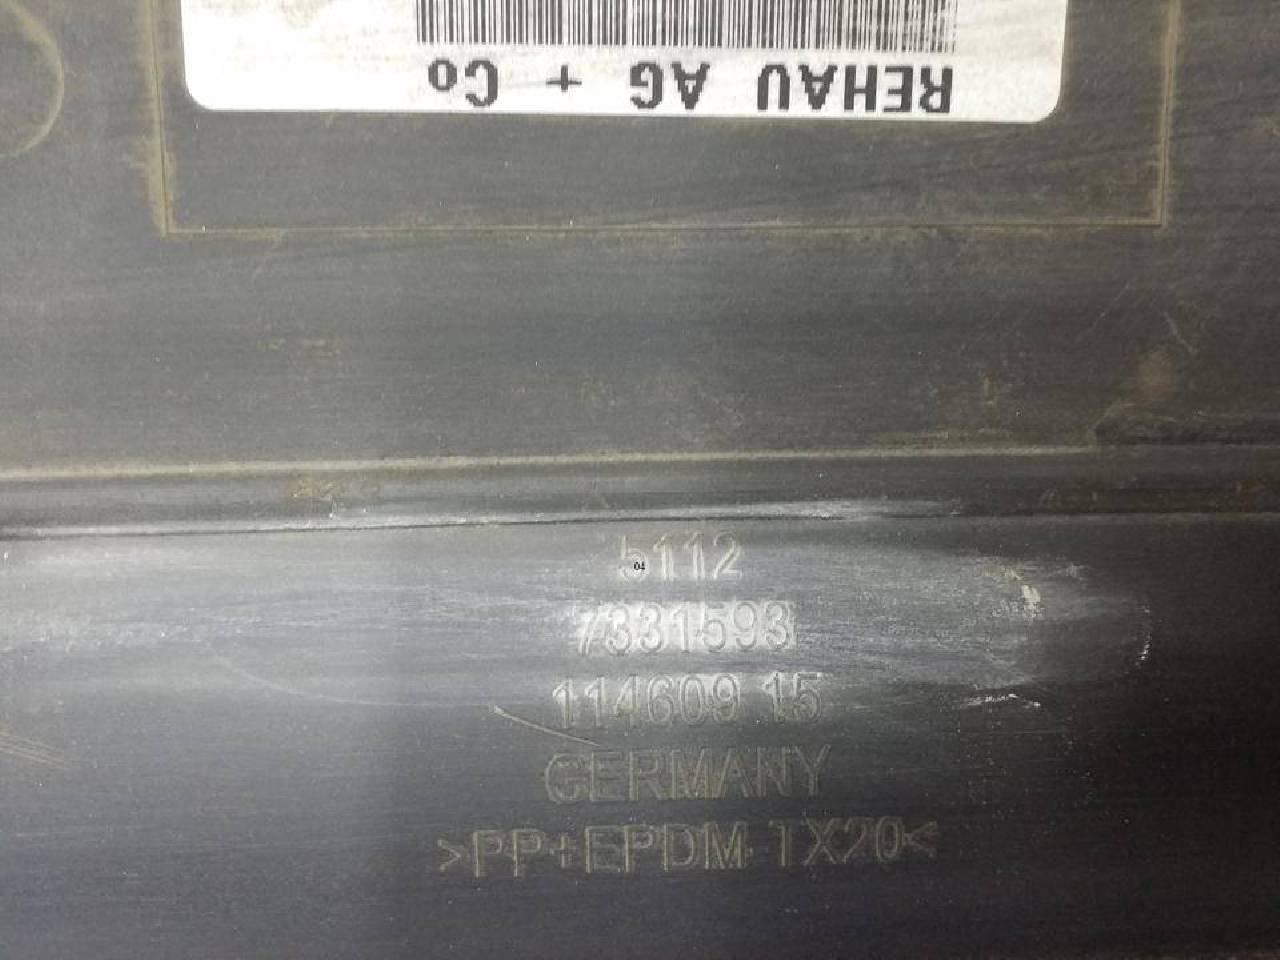 REHAU AG + Co
5112
04
7331593
114609 15
GERMANY
>PP+EPDM TX20<